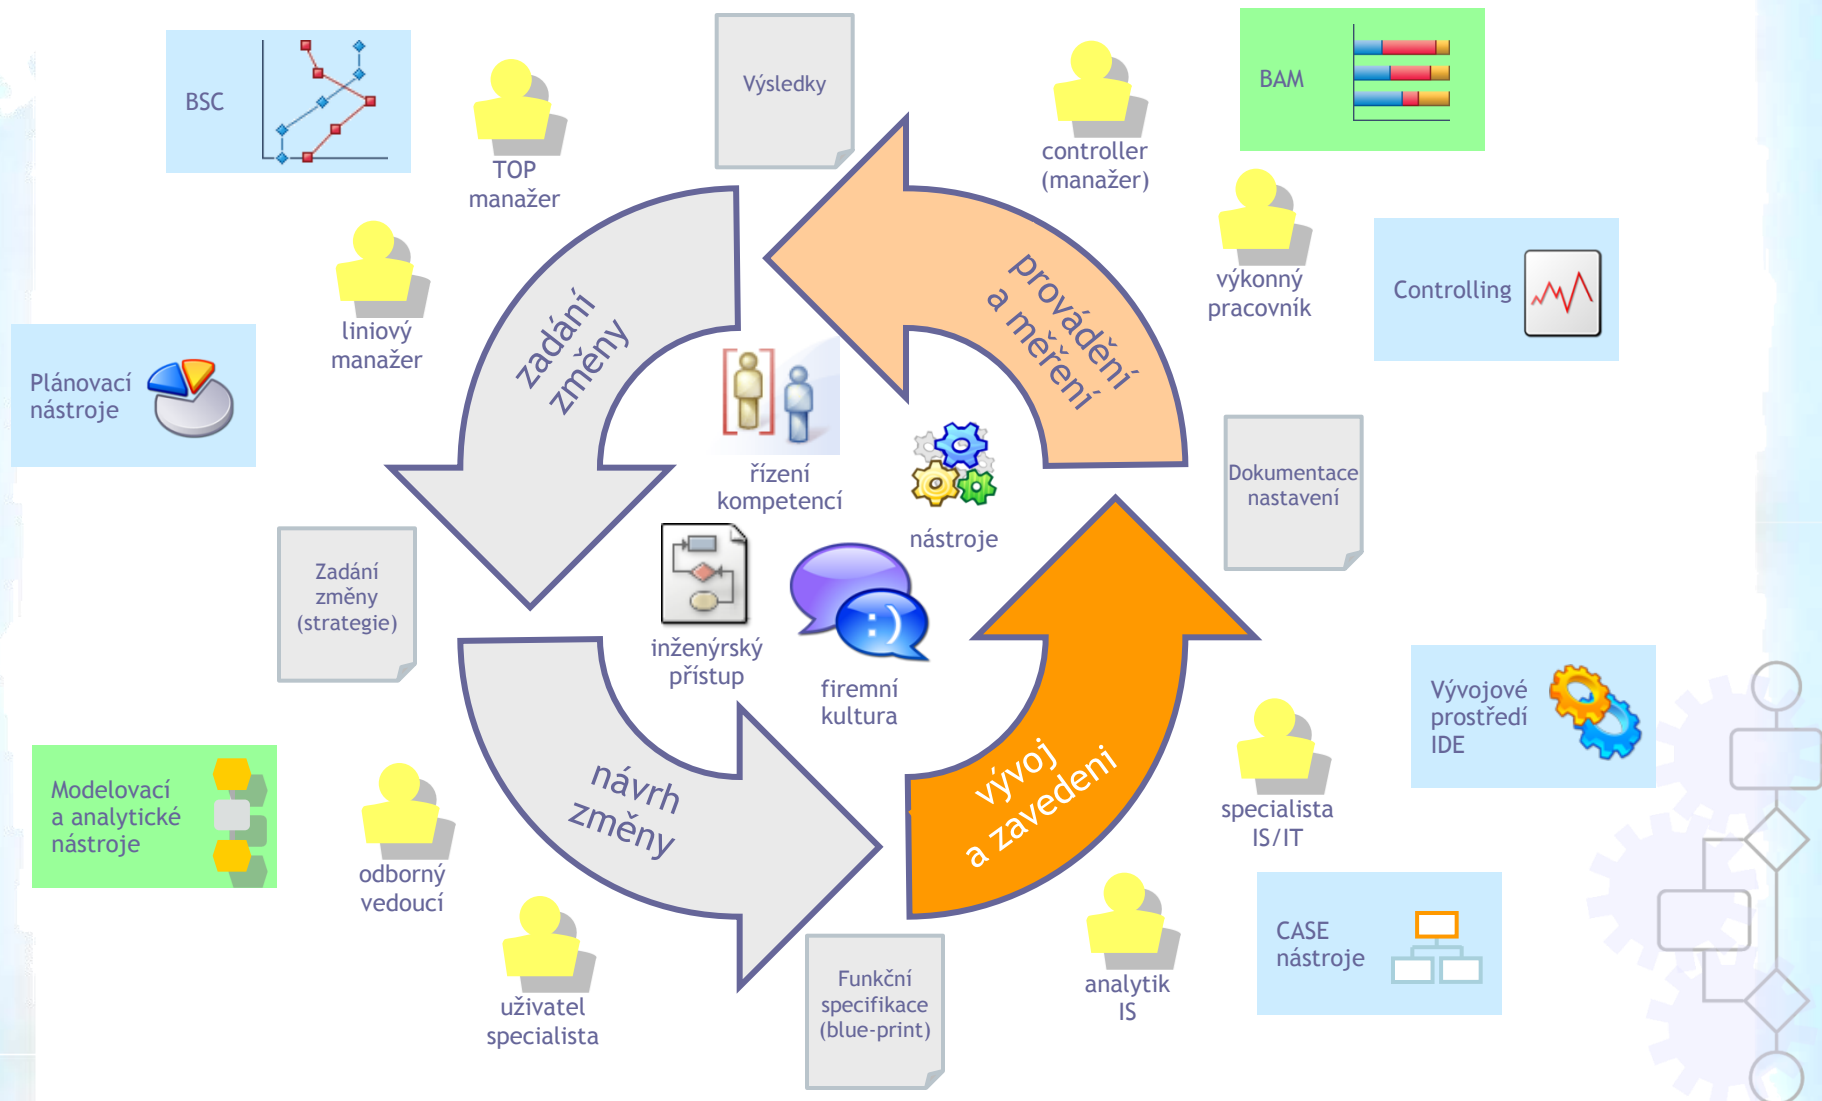 BSC
TOP
manažer
Výsledky
controller
(manažer)
BAM
liniový
manažer
výkonný
pracovník
Controlling
Plánovací
nástroje
zadání
změny
provádění
a měření
řízení
kompetencí
nástroje
Dokumentace
nastavení
Zadání
změny
(strategie)
inženýrský
přístup
firemní
kultura
:)
Vývojové
prostředí
IDE
Modelovací
a analytické
nástroje
odborný
vedoucí
návrh
změny
vývoj
a zavedeni
specialista
IS/IT
uživatel
specialista
Funkční
specifikace
(blue-print)
analytik
IS
CASE
nástroje